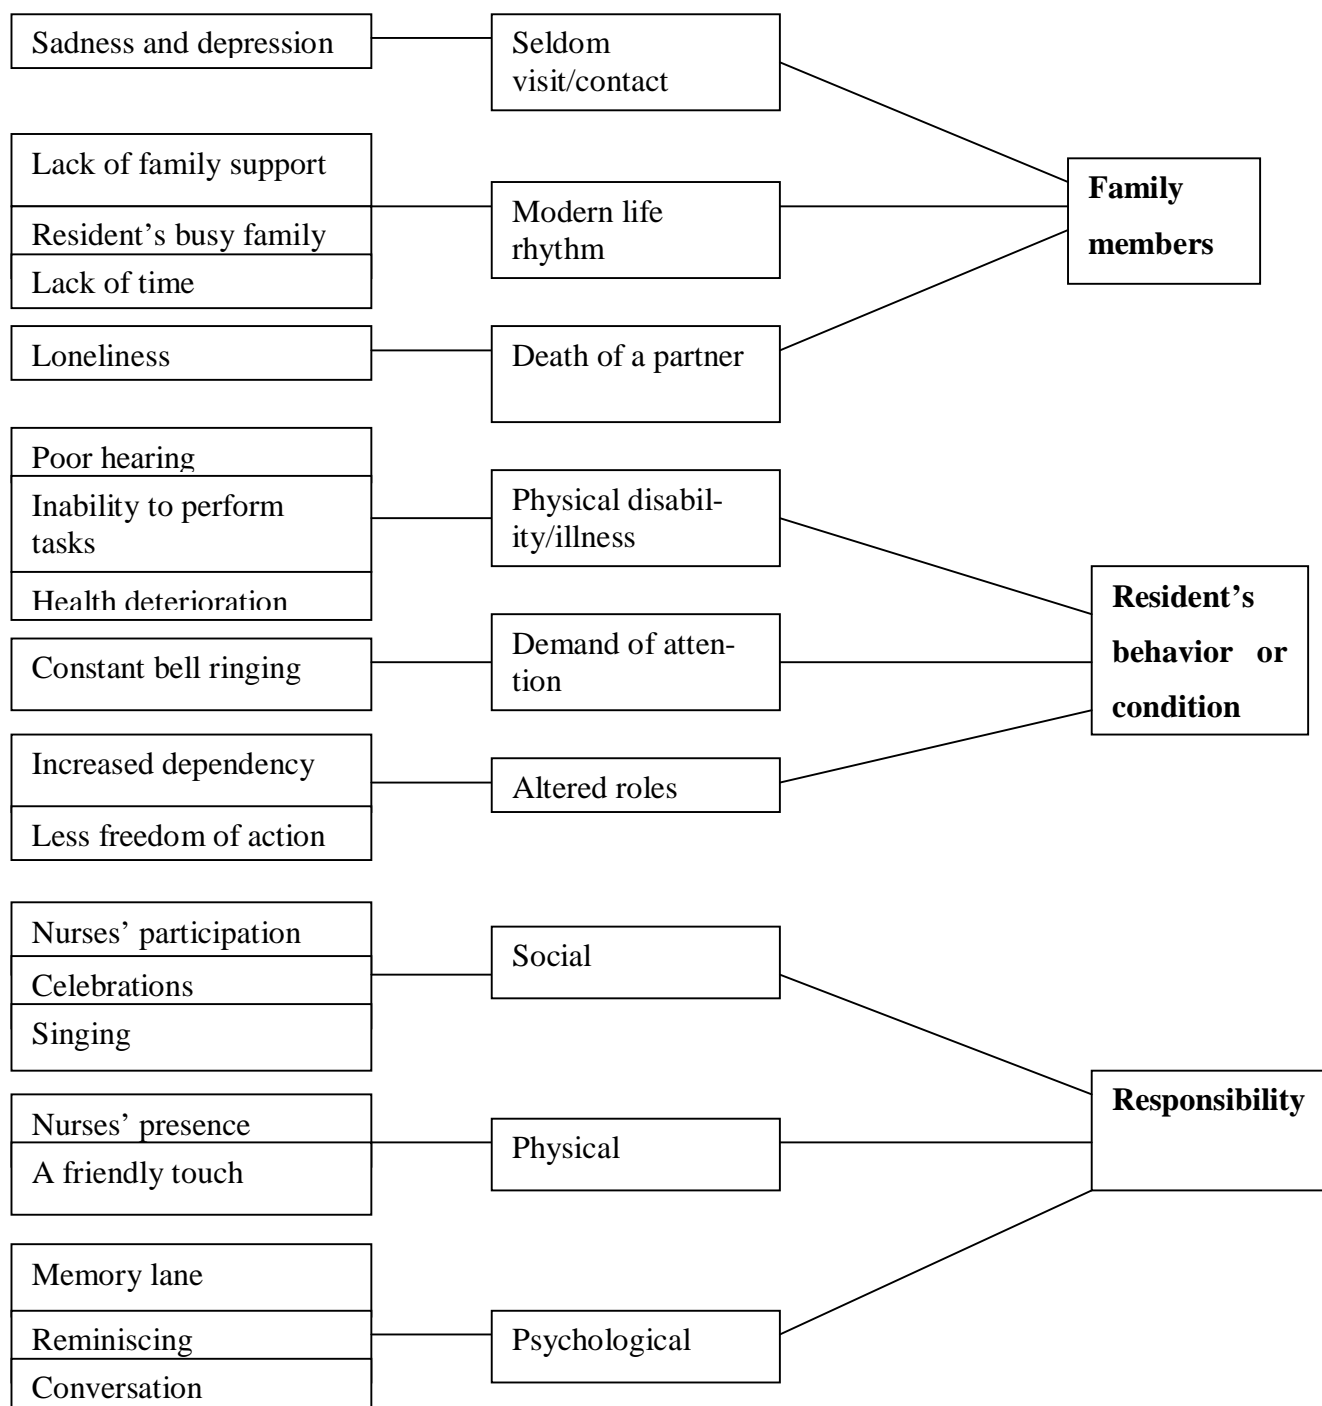 Sadness and depression
Seldom
visit/contact
Lack of family support
Resident’s busy family
Lack of time
Modern life
rhythm
Family
members
Loneliness
Death of a partner
Poor hearing
Inability to perform
tasks
Health deterioration
Physical disabil-
ity/illness
Constant bell ringing
Demand of atten-
tion
Resident’s
behavior or
condition
Increased dependency
Less freedom of action
Altered roles
Nurses’ participation
Celebrations
Singing
Social
Nurses’ presence
A friendly touch
Physical
Responsibility
Memory lane
Reminiscing
Conversation
Psychological